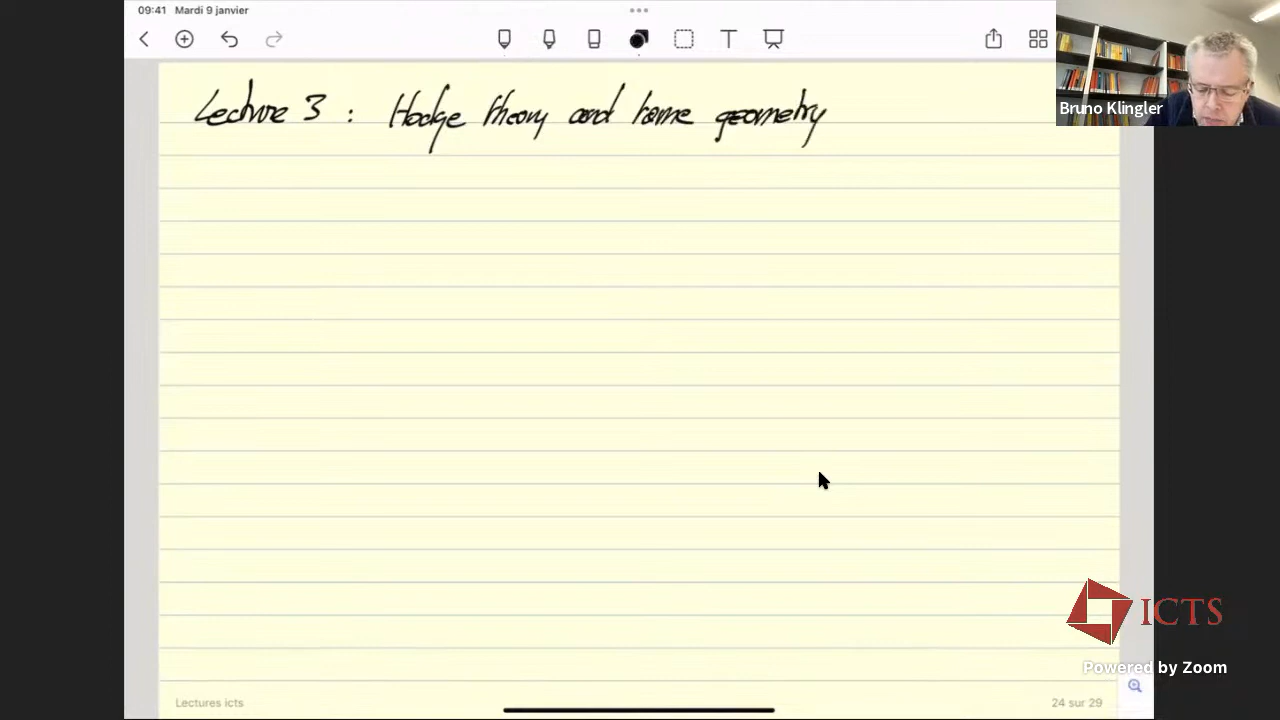 09:41 Mardi 9 janvier
Lecture 3 : Hodge theory and tame geometry
Bruno Klingler
ICTS
Powered by Zoom
Lectures icts
24 sur 29